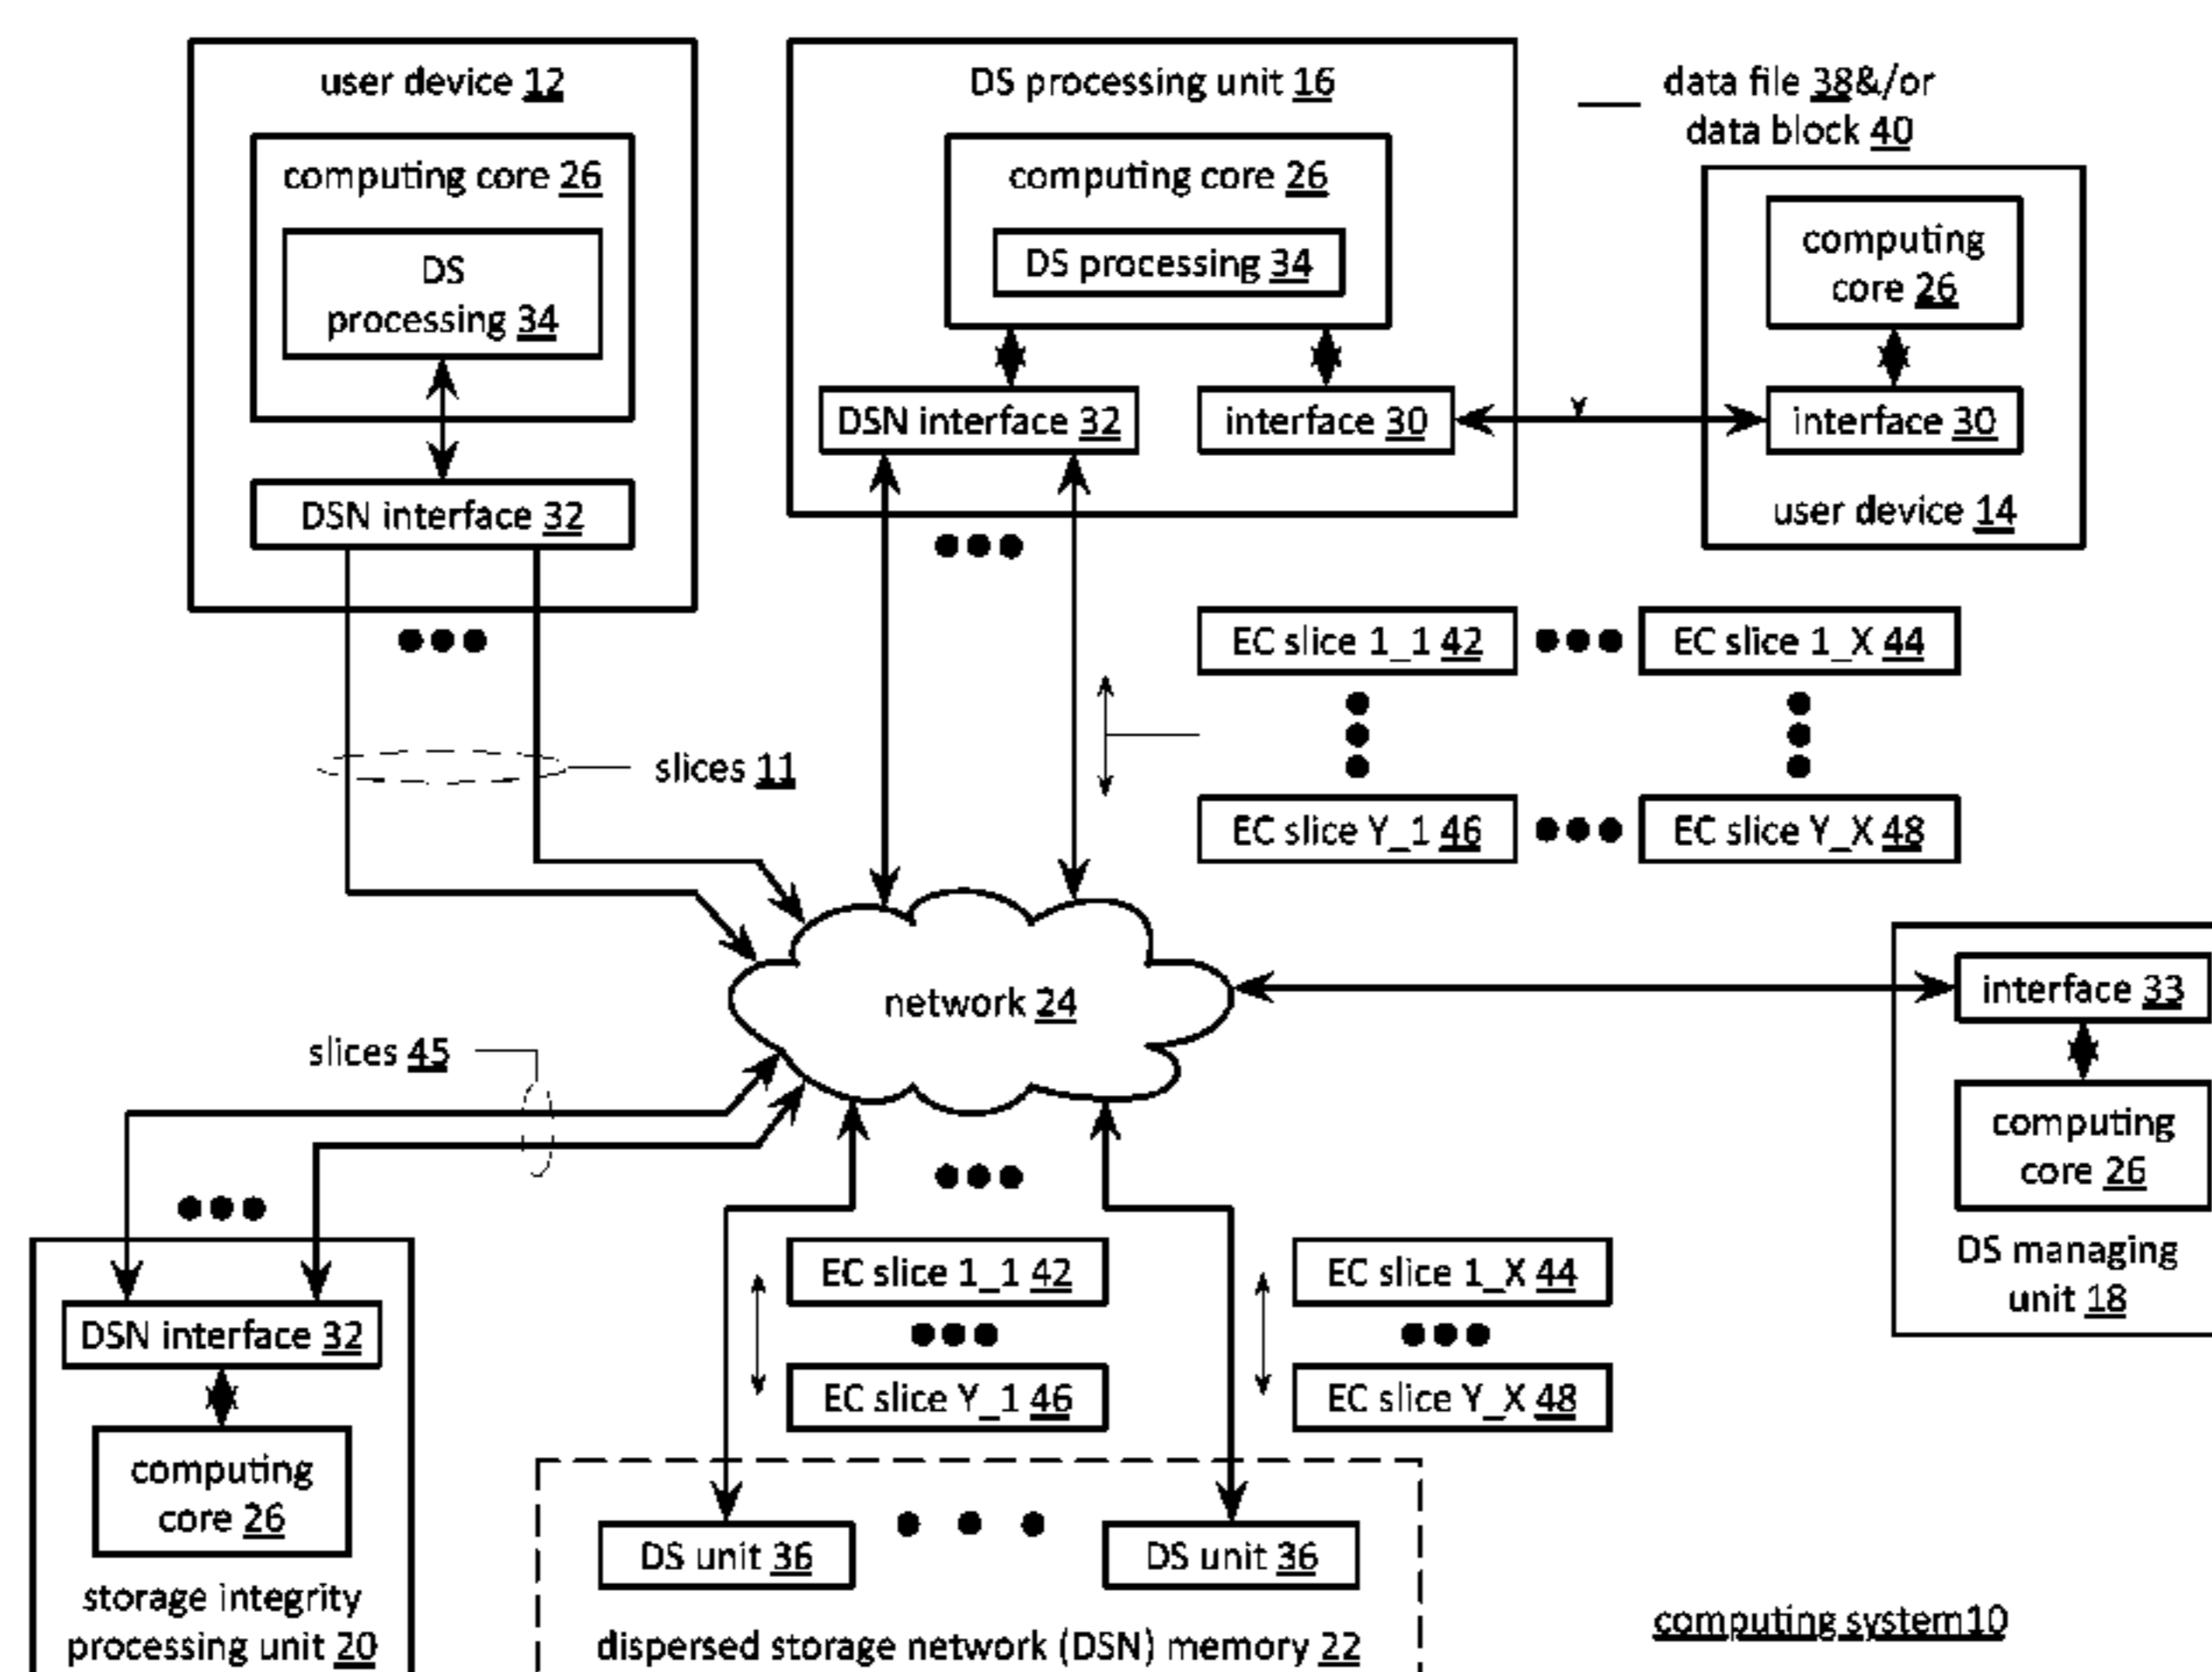 user device 12
computing core 26
DS
processing 34
DSN interface 32
DS processing unit 16
computing core 26
DS processing 34
DSN interface 32
interface 30
data file 38&/or
data block 40
computing
core 26
interface 30
user device 14
EC slice 1_1 42
EC slice 1_X 44
EC slice Y_1 46
EC slice Y_X 48
slices 11
network 24
interface 33
computing
core 26
DS managing
unit 18
slices 45
DSN interface 32
computing
core 26
storage integrity
processing unit 20
EC slice 1_1 42
EC slice Y_1 46
EC slice 1_X 44
EC slice Y_X 48
DS unit 36
DS unit 36
dispersed storage network (DSN) memory 22
computing system10